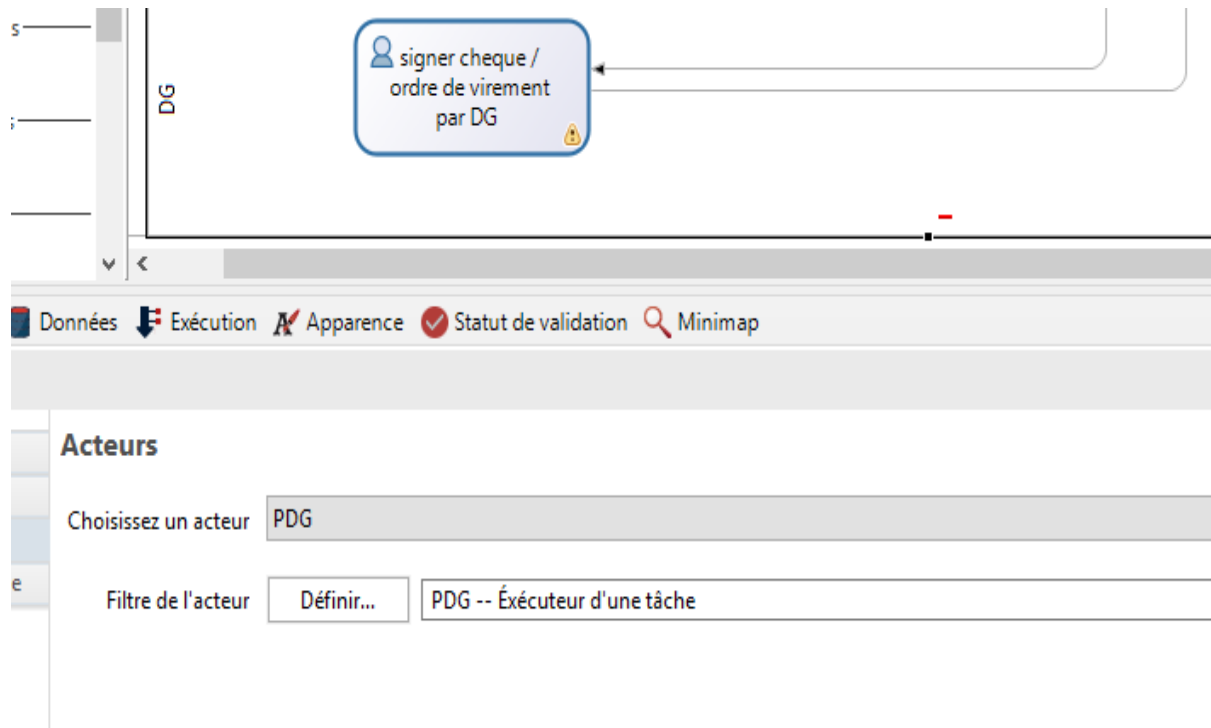 s
signer cheque /
ordre de virement
par DG
DG
Données Exécution Apparence Statut de validation Minimap
Acteurs
Choisissez un acteur PDG
e
Filtre de l'acteur Définir... PDG -- Éxécuteur d'une tâche